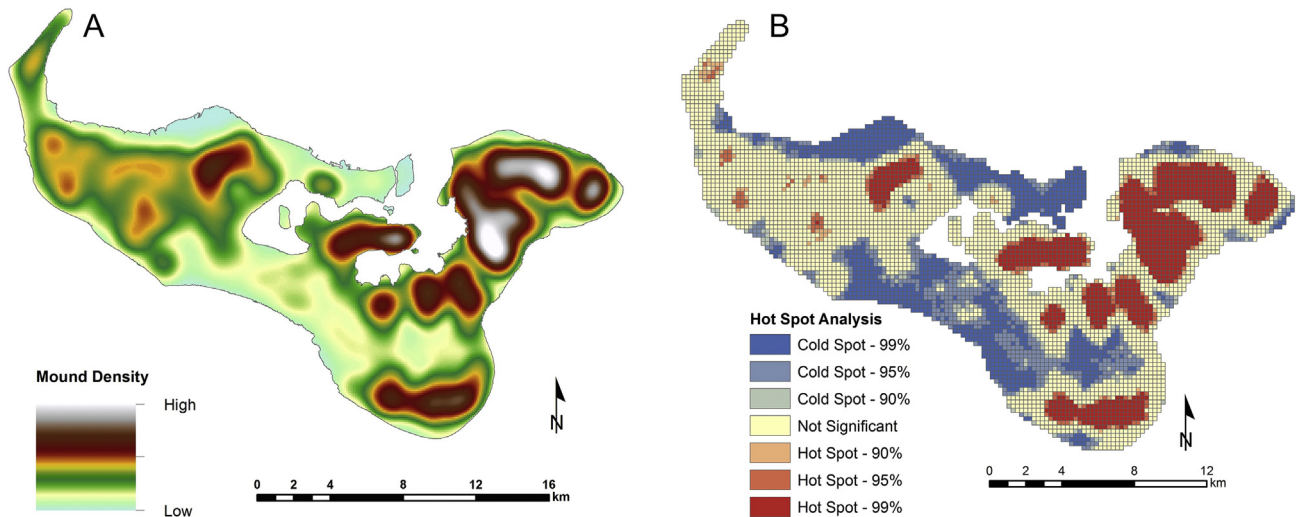 A
Mound Density
High
Low
N
0 2 4 8 12 16
km
B
Hot Spot Analysis
Cold Spot - 99%
Cold Spot - 95%
Cold Spot - 90%
Not Significant
Hot Spot - 90%
Hot Spot - 95%
Hot Spot - 99%
N
0 2 4 8 12
km